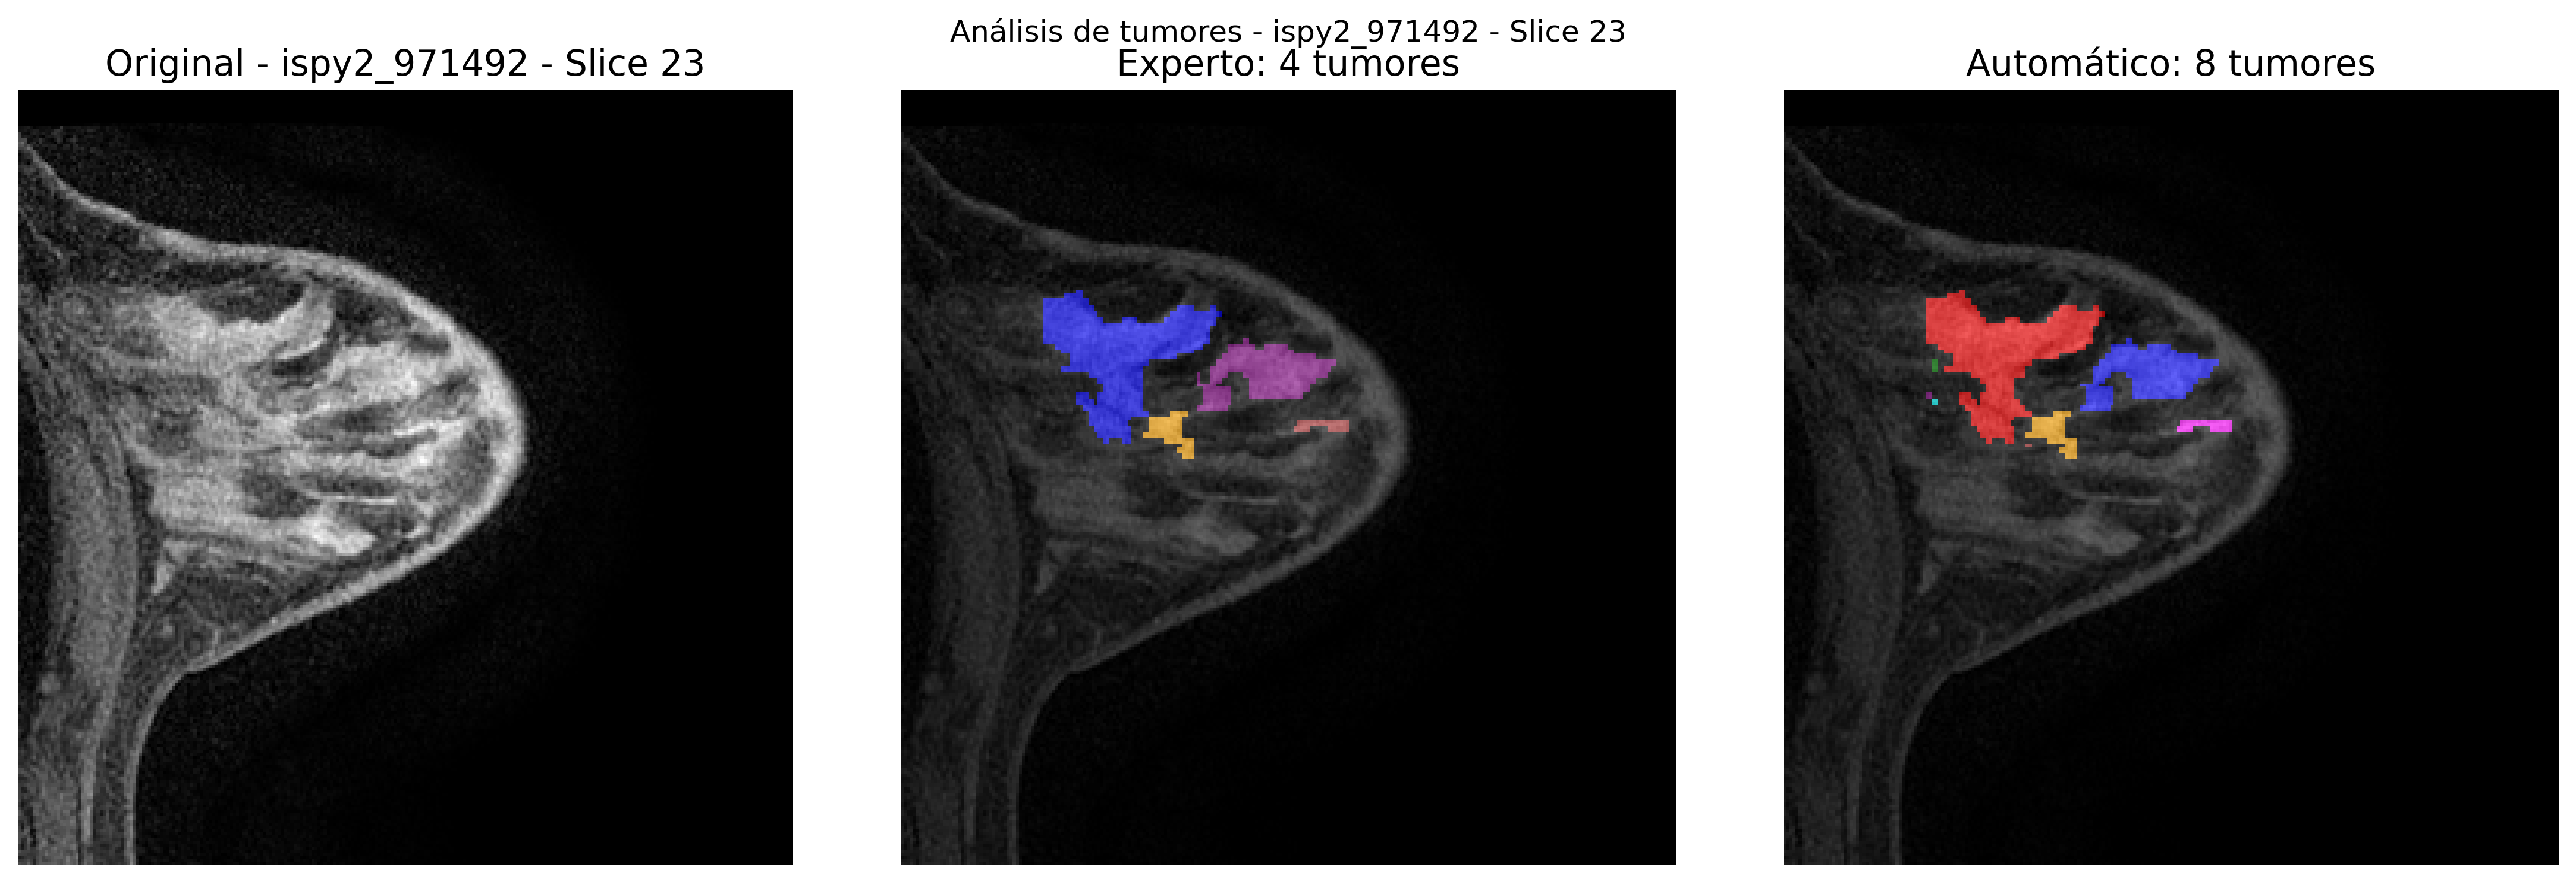 Análisis de tumores - ispy2_971492 - Slice 23
Original - ispy2_971492 - Slice 23
Experto: 4 tumores
Automático: 8 tumores